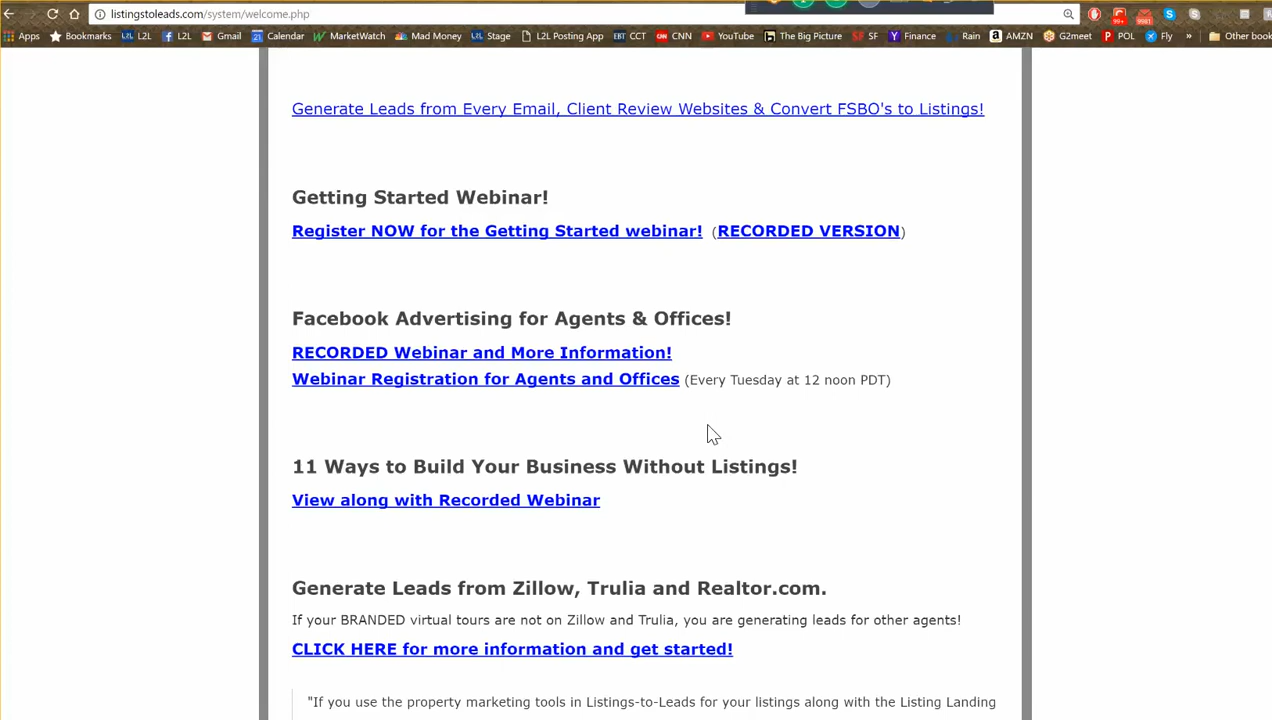 listingstoleads.com/system/welcome.php
99+
9981
Apps Bookmarks L2L L2L Gmail 21 Calendar MarketWatch Mad Money Stage L2L Posting App EBT CCT CNN CNN YouTube The Big Picture SF SF Finance Rain AMZN G2meet POL Fly » Other book
Generate Leads from Every Email, Client Review Websites & Convert FSBO's to Listings!
Getting Started Webinar!
Register NOW for the Getting Started webinar! (RECORDED VERSION)
Facebook Advertising for Agents & Offices!
RECORDED Webinar and More Information!
Webinar Registration for Agents and Offices (Every Tuesday at 12 noon PDT)
11 Ways to Build Your Business Without Listings!
View along with Recorded Webinar
Generate Leads from Zillow, Trulia and Realtor.com.
If your BRANDED virtual tours are not on Zillow and Trulia, you are generating leads for other agents!
CLICK HERE for more information and get started!
"If you use the property marketing tools in Listings-to-Leads for your listings along with the Listing Landing